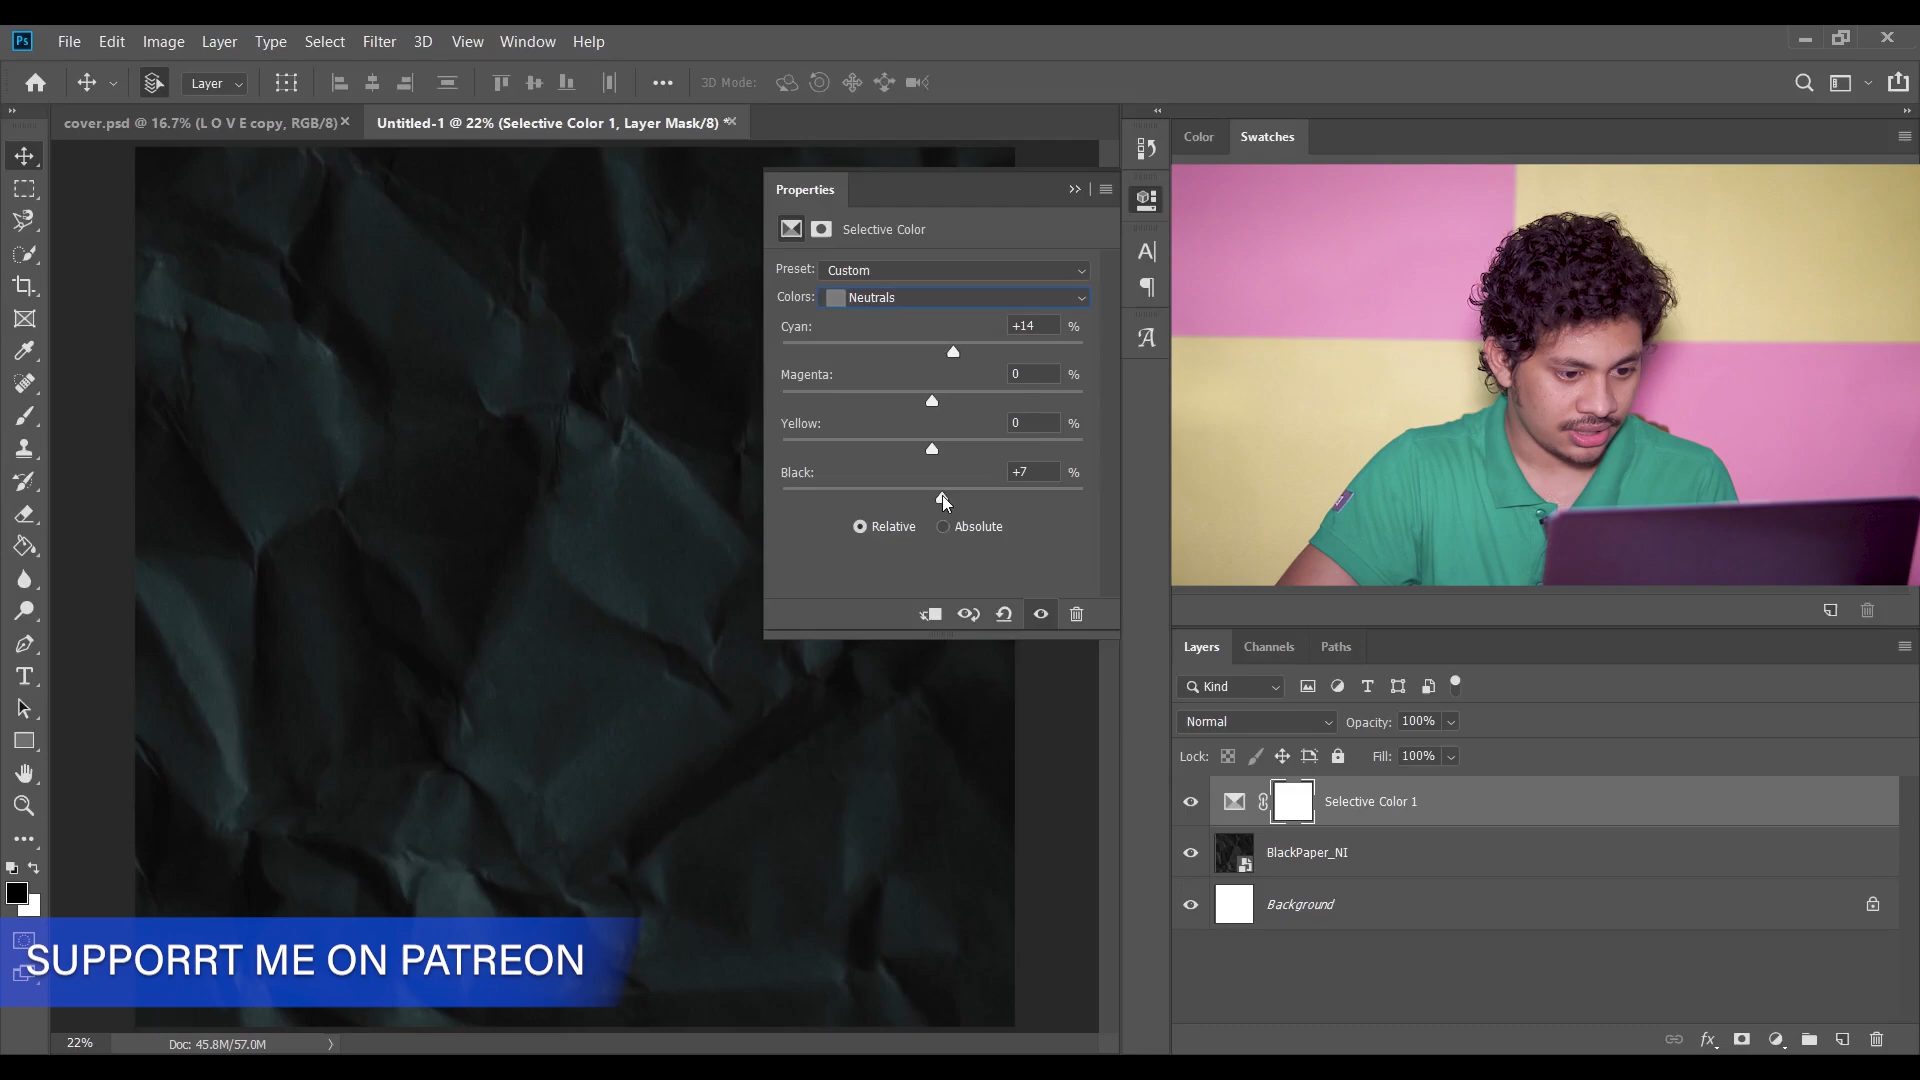 Ps File Edit Image Layer Type Select Filter 3D View Window Help
Layer 3D Mode:
cover.psd @ 16.7% (L O V E copy, RGB/8) Untitled-1 @ 22% (Selective Color 1, Layer Mask/8) *
Color Swatches
Properties
Selective Color
Preset: Custom
Colors: Neutrals
Cyan: +14 %
Magenta: 0 %
Yellow: 0 %
Black: +7 %
Relative Absolute
Layers Channels Paths
Kind
Normal Opacity: 100%
Lock: Fill: 100%
Selective Color 1
BlackPaper_NI
Background
SUPPORRT ME ON PATREON
22% Doc: 45.8M/57.0M